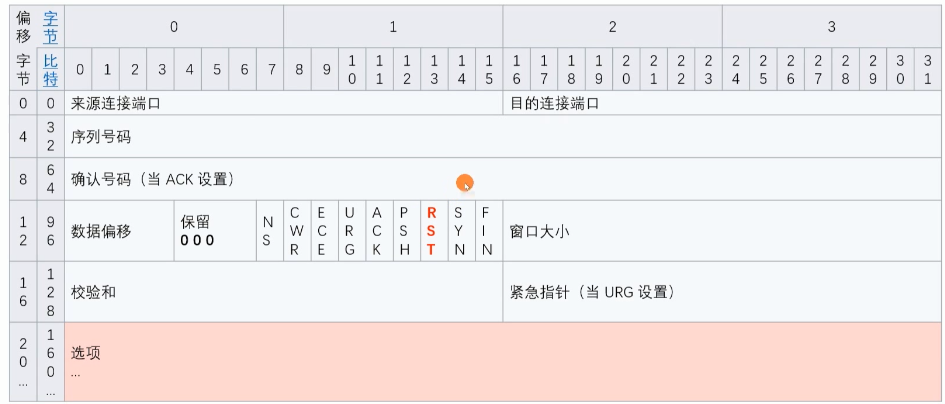 偏移 字节 0 1 2 3
字节 比特 0 1 2 3 4 5 6 7 8 9 10 11 12 13 14 15 16 17 18 19 20 21 22 23 24 25 26 27 28 29 30 31
0 0 来源连接端口 目的连接端口
4 32 序列号码
8 64 确认号码（当 ACK 设置）
12 96 数据偏移 保留 000 NS CWR ECE URG ACK PSH RST SYN FIN 窗口大小
16 128 校验和 紧急指针（当 URG 设置）
20 160 选项
... ... ...